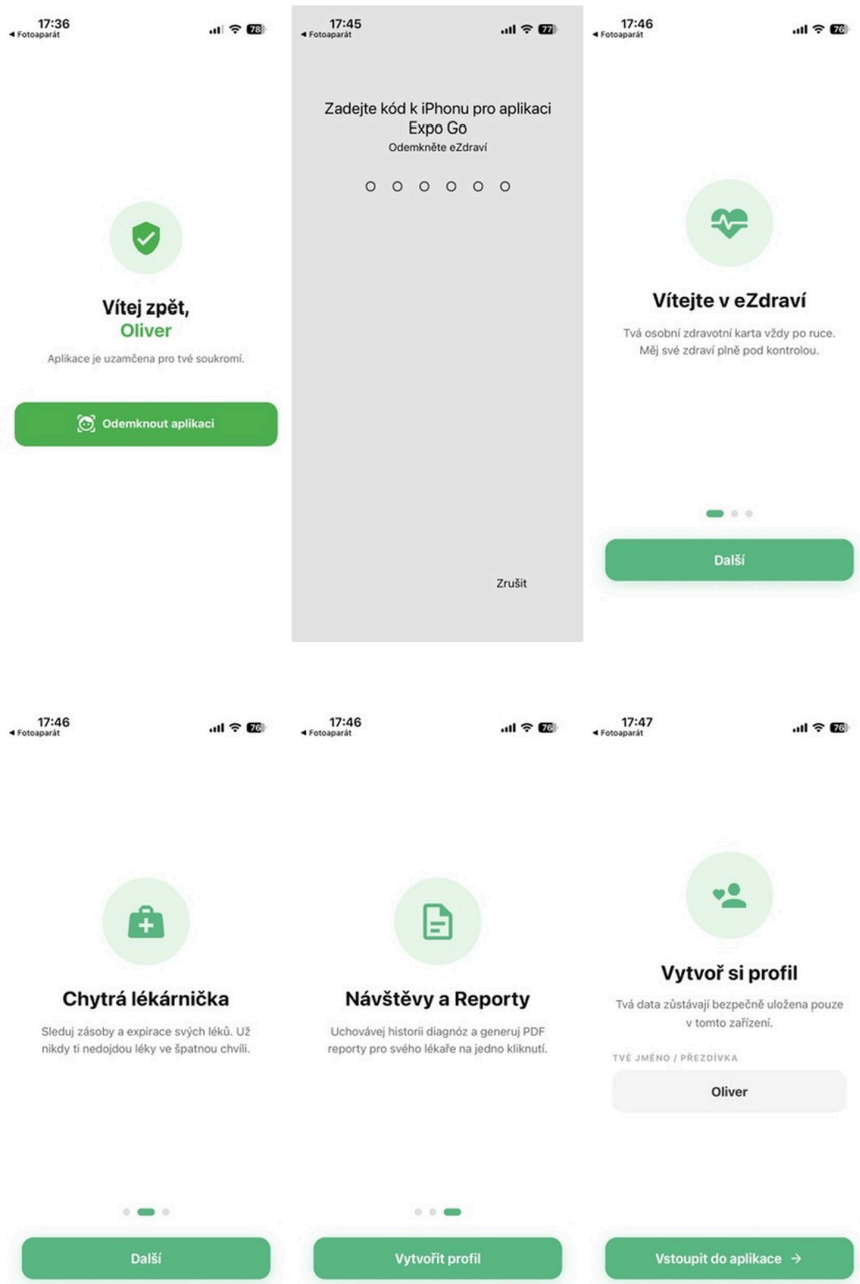 17:36
◀ Fotoaparát
78
Vítej zpět,
Oliver
Aplikace je uzamčena pro tvé soukromí.
Odemknout aplikaci
17:45
◀ Fotoaparát
77
Zadejte kód k iPhonu pro aplikaci
Expo Go
Odemkněte eZdraví
Zrušit
17:46
◀ Fotoaparát
76
Vítejte v eZdraví
Tvá osobní zdravotní karta vždy po ruce.
Měj své zdraví plně pod kontrolou.
Další
17:46
◀ Fotoaparát
76
Chytrá lékárnička
Sleduj zásoby a expirace svých léků. Už
nikdy ti nedojdou léky ve špatnou chvíli.
Další
17:46
◀ Fotoaparát
76
Návštěvy a Reporty
Uchovávej historii diagnóz a generuj PDF
reporty pro svého lékaře na jedno kliknutí.
Vytvořit profil
17:47
◀ Fotoaparát
76
Vytvoř si profil
Tvá data zůstávají bezpečně uložena pouze
v tomto zařízení.
TVÉ JMÉNO / PŘEZDÍVKA
Oliver
Vstoupit do aplikace →